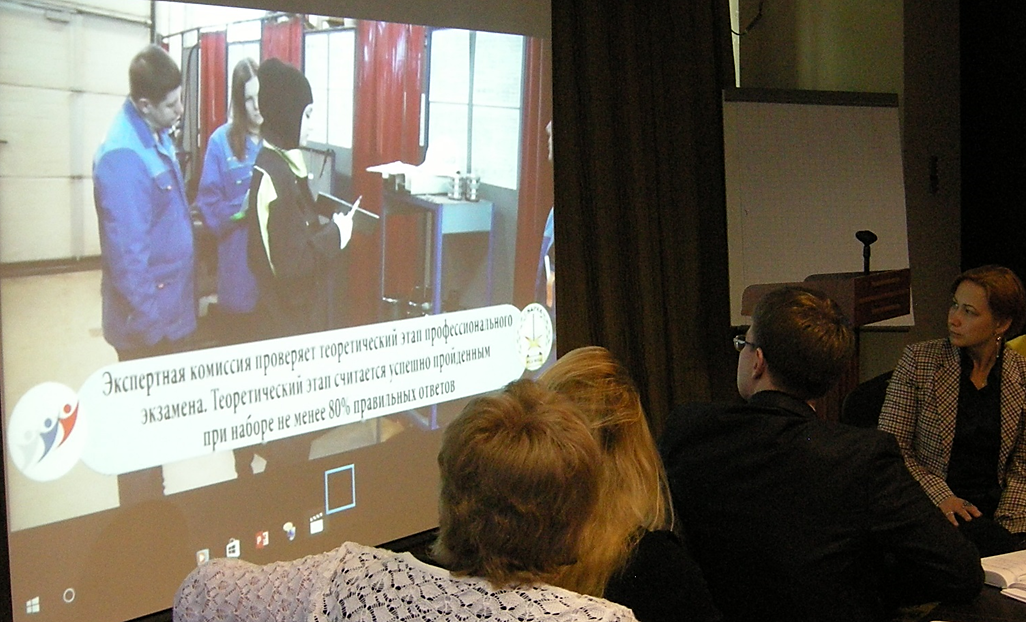 Экспертная комиссия проверяет теоретический этап профессионального
экзамена. Теоретический этап считается успешно пройденным
при наборе не менее 80% правильных ответов